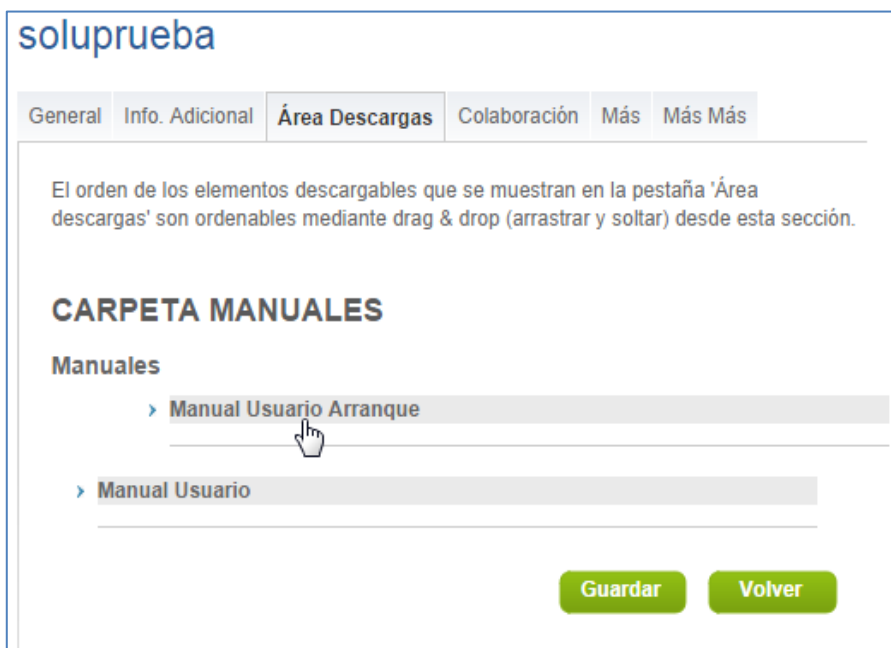 soluprueba
General Info. Adicional Área Descargas Colaboración Más Más Más
El orden de los elementos descargables que se muestran en la pestaña 'Área
descargas' son ordenables mediante drag & drop (arrastrar y soltar) desde esta sección.
CARPETA MANUALES
Manuales
Manual Usuario Arranque
Manual Usuario
Guardar Volver